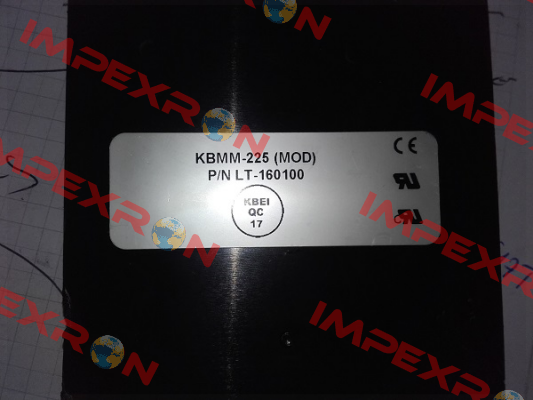 KBMM-225 (MOD)
P/N LT-160100
KBEI
QC
17
CE
IMPEXRON
IMPEXRON
IMPEXRON
IMPEXRON
IMPEXRON